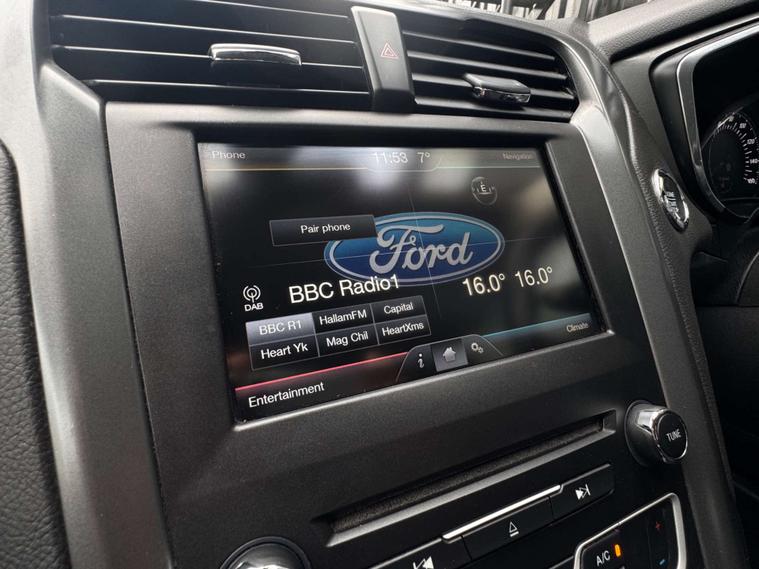 Phone
11:53 7°
Navigation
E
Pair phone
Ford
DAB
BBC Radio1
16.0° 16.0°
BBC R1
HallamFM
Capital
Heart Yk
Mag Chil
HeartXms
i
Climate
Entertainment
TUNE
A/C